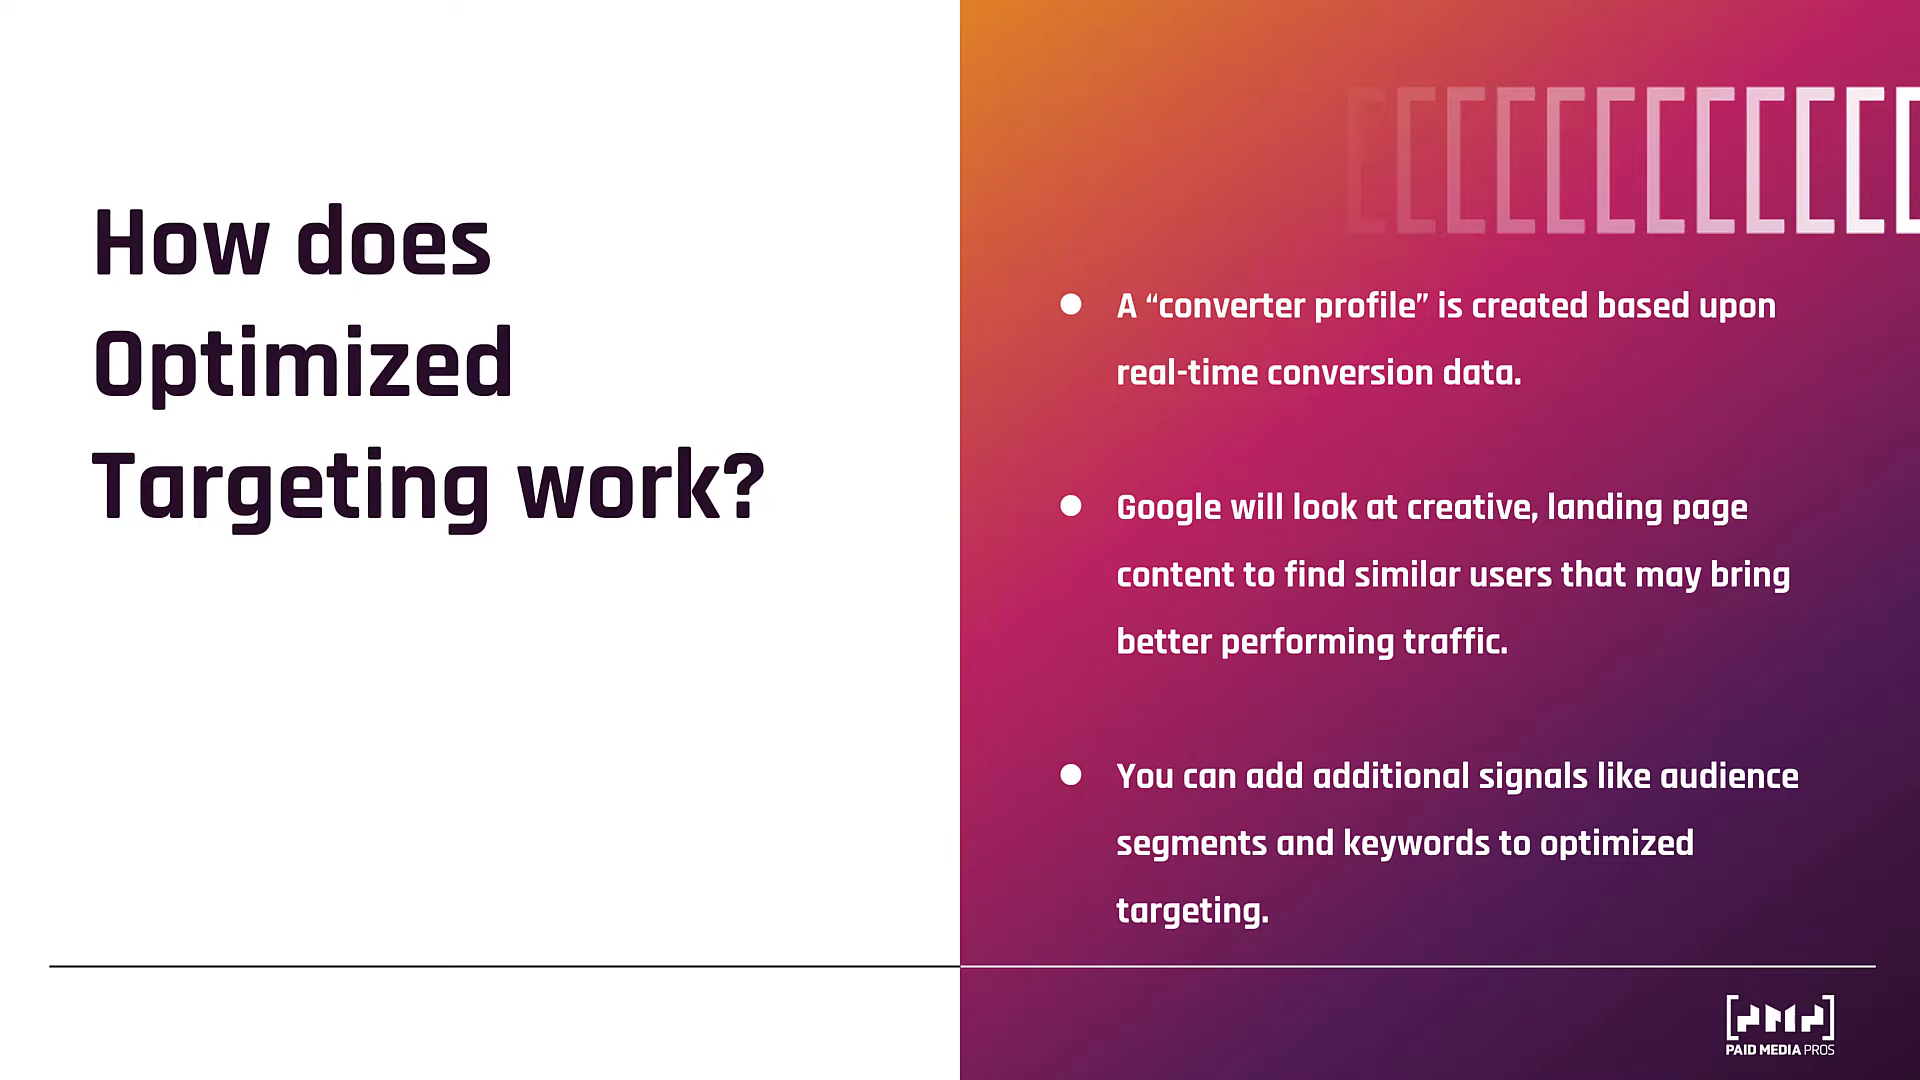 How does
Optimized
Targeting work?
● A “converter profile” is created based upon
real-time conversion data.
● Google will look at creative, landing page
content to find similar users that may bring
better performing traffic.
● You can add additional signals like audience
segments and keywords to optimized
targeting.
[PMP]
PAID MEDIA PROS